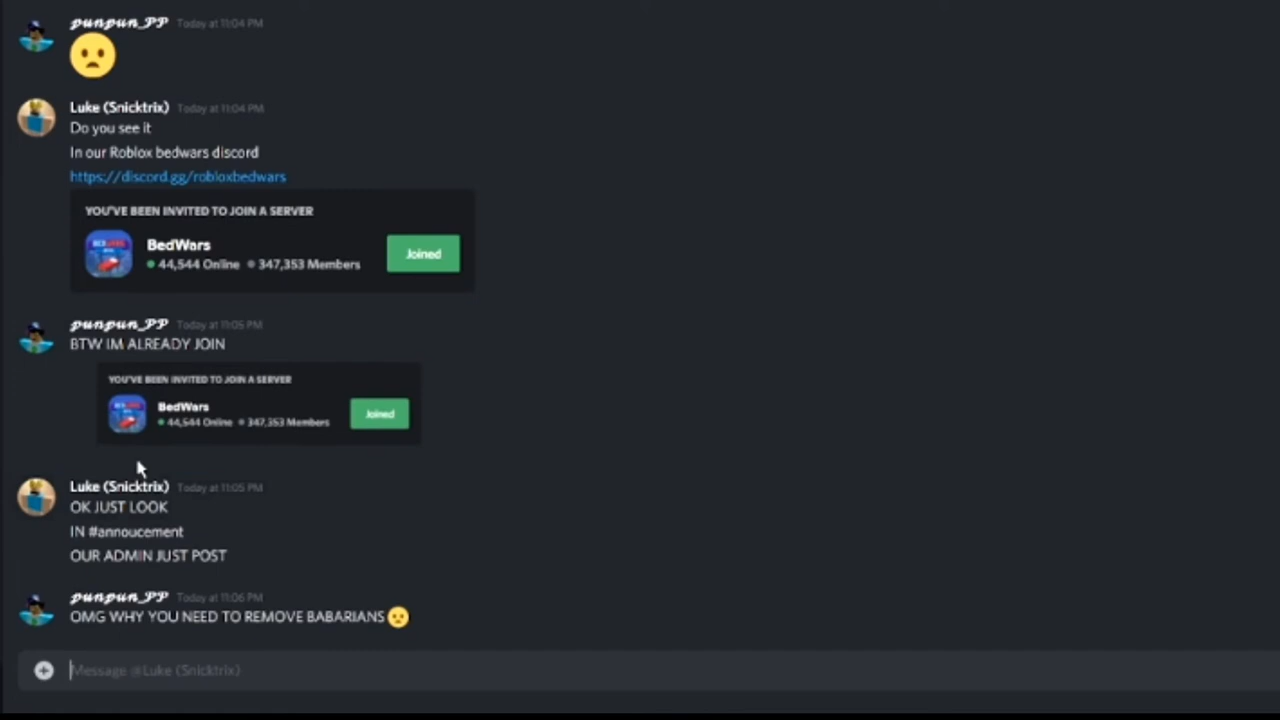 𝓹𝓾𝓷𝓹𝓾𝓷_𝓟𝓟 Today at 11:04 PM
Luke (Snicktrix) Today at 11:04 PM
Do you see it
In our Roblox bedwars discord
https://discord.gg/robloxbedwars
YOU'VE BEEN INVITED TO JOIN A SERVER
BedWars
44,544 Online 347,353 Members
Joined
𝓹𝓾𝓷𝓹𝓾𝓷_𝓟𝓟 Today at 11:05 PM
BTW IM ALREADY JOIN
YOU'VE BEEN INVITED TO JOIN A SERVER
BedWars
44,544 Online 347,353 Members
Joined
Luke (Snicktrix) Today at 11:05 PM
OK JUST LOOK
IN #annoucement
OUR ADMIN JUST POST
𝓹𝓾𝓷𝓹𝓾𝓷_𝓟𝓟 Today at 11:06 PM
OMG WHY YOU NEED TO REMOVE BABARIANS
Message @Luke (Snicktrix)